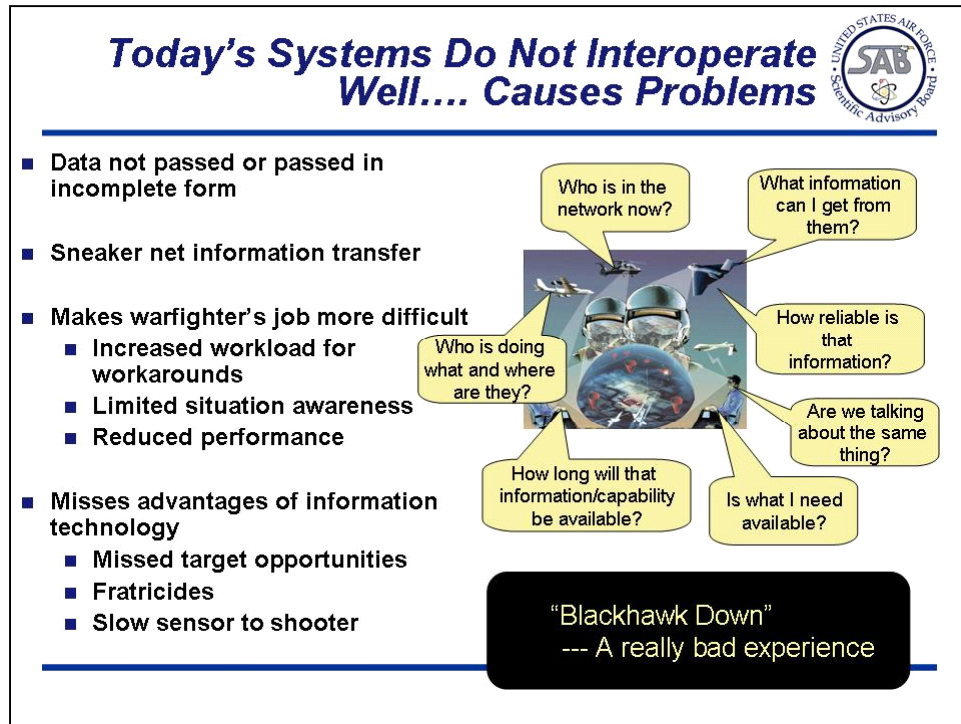 Today's Systems Do Not Interoperate
Well.... Causes Problems
UNITED STATES AIR FORCE
SAB
Scientific Advisory Board
Data not passed or passed in
incomplete form
Sneaker net information transfer
Makes warfighter's job more difficult
Increased workload for
workarounds
Limited situation awareness
Reduced performance
Misses advantages of information
technology
Missed target opportunities
Fratricides
Slow sensor to shooter
Who is in the
network now?
What information
can I get from
them?
Who is doing
what and where
are they?
How reliable is
that
information?
Are we talking
about the same
thing?
How long will that
information/capability
be available?
Is what I need
available?
"Blackhawk Down"
--- A really bad experience